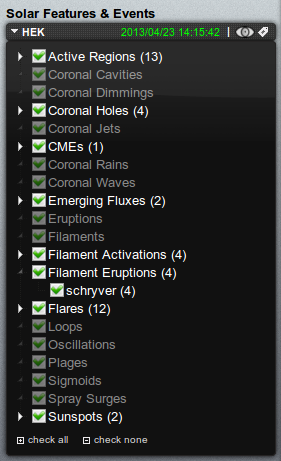 Solar Features & Events
HEK 2013/04/23 14:15:42
Active Regions (13)
Coronal Cavities
Coronal Dimmings
Coronal Holes (4)
Coronal Jets
CMEs (1)
Coronal Rains
Coronal Waves
Emerging Fluxes (2)
Eruptions
Filaments
Filament Activations (4)
Filament Eruptions (4)
schryver (4)
Flares (12)
Loops
Oscillations
Plages
Sigmoids
Spray Surges
Sunspots (2)
check all check none